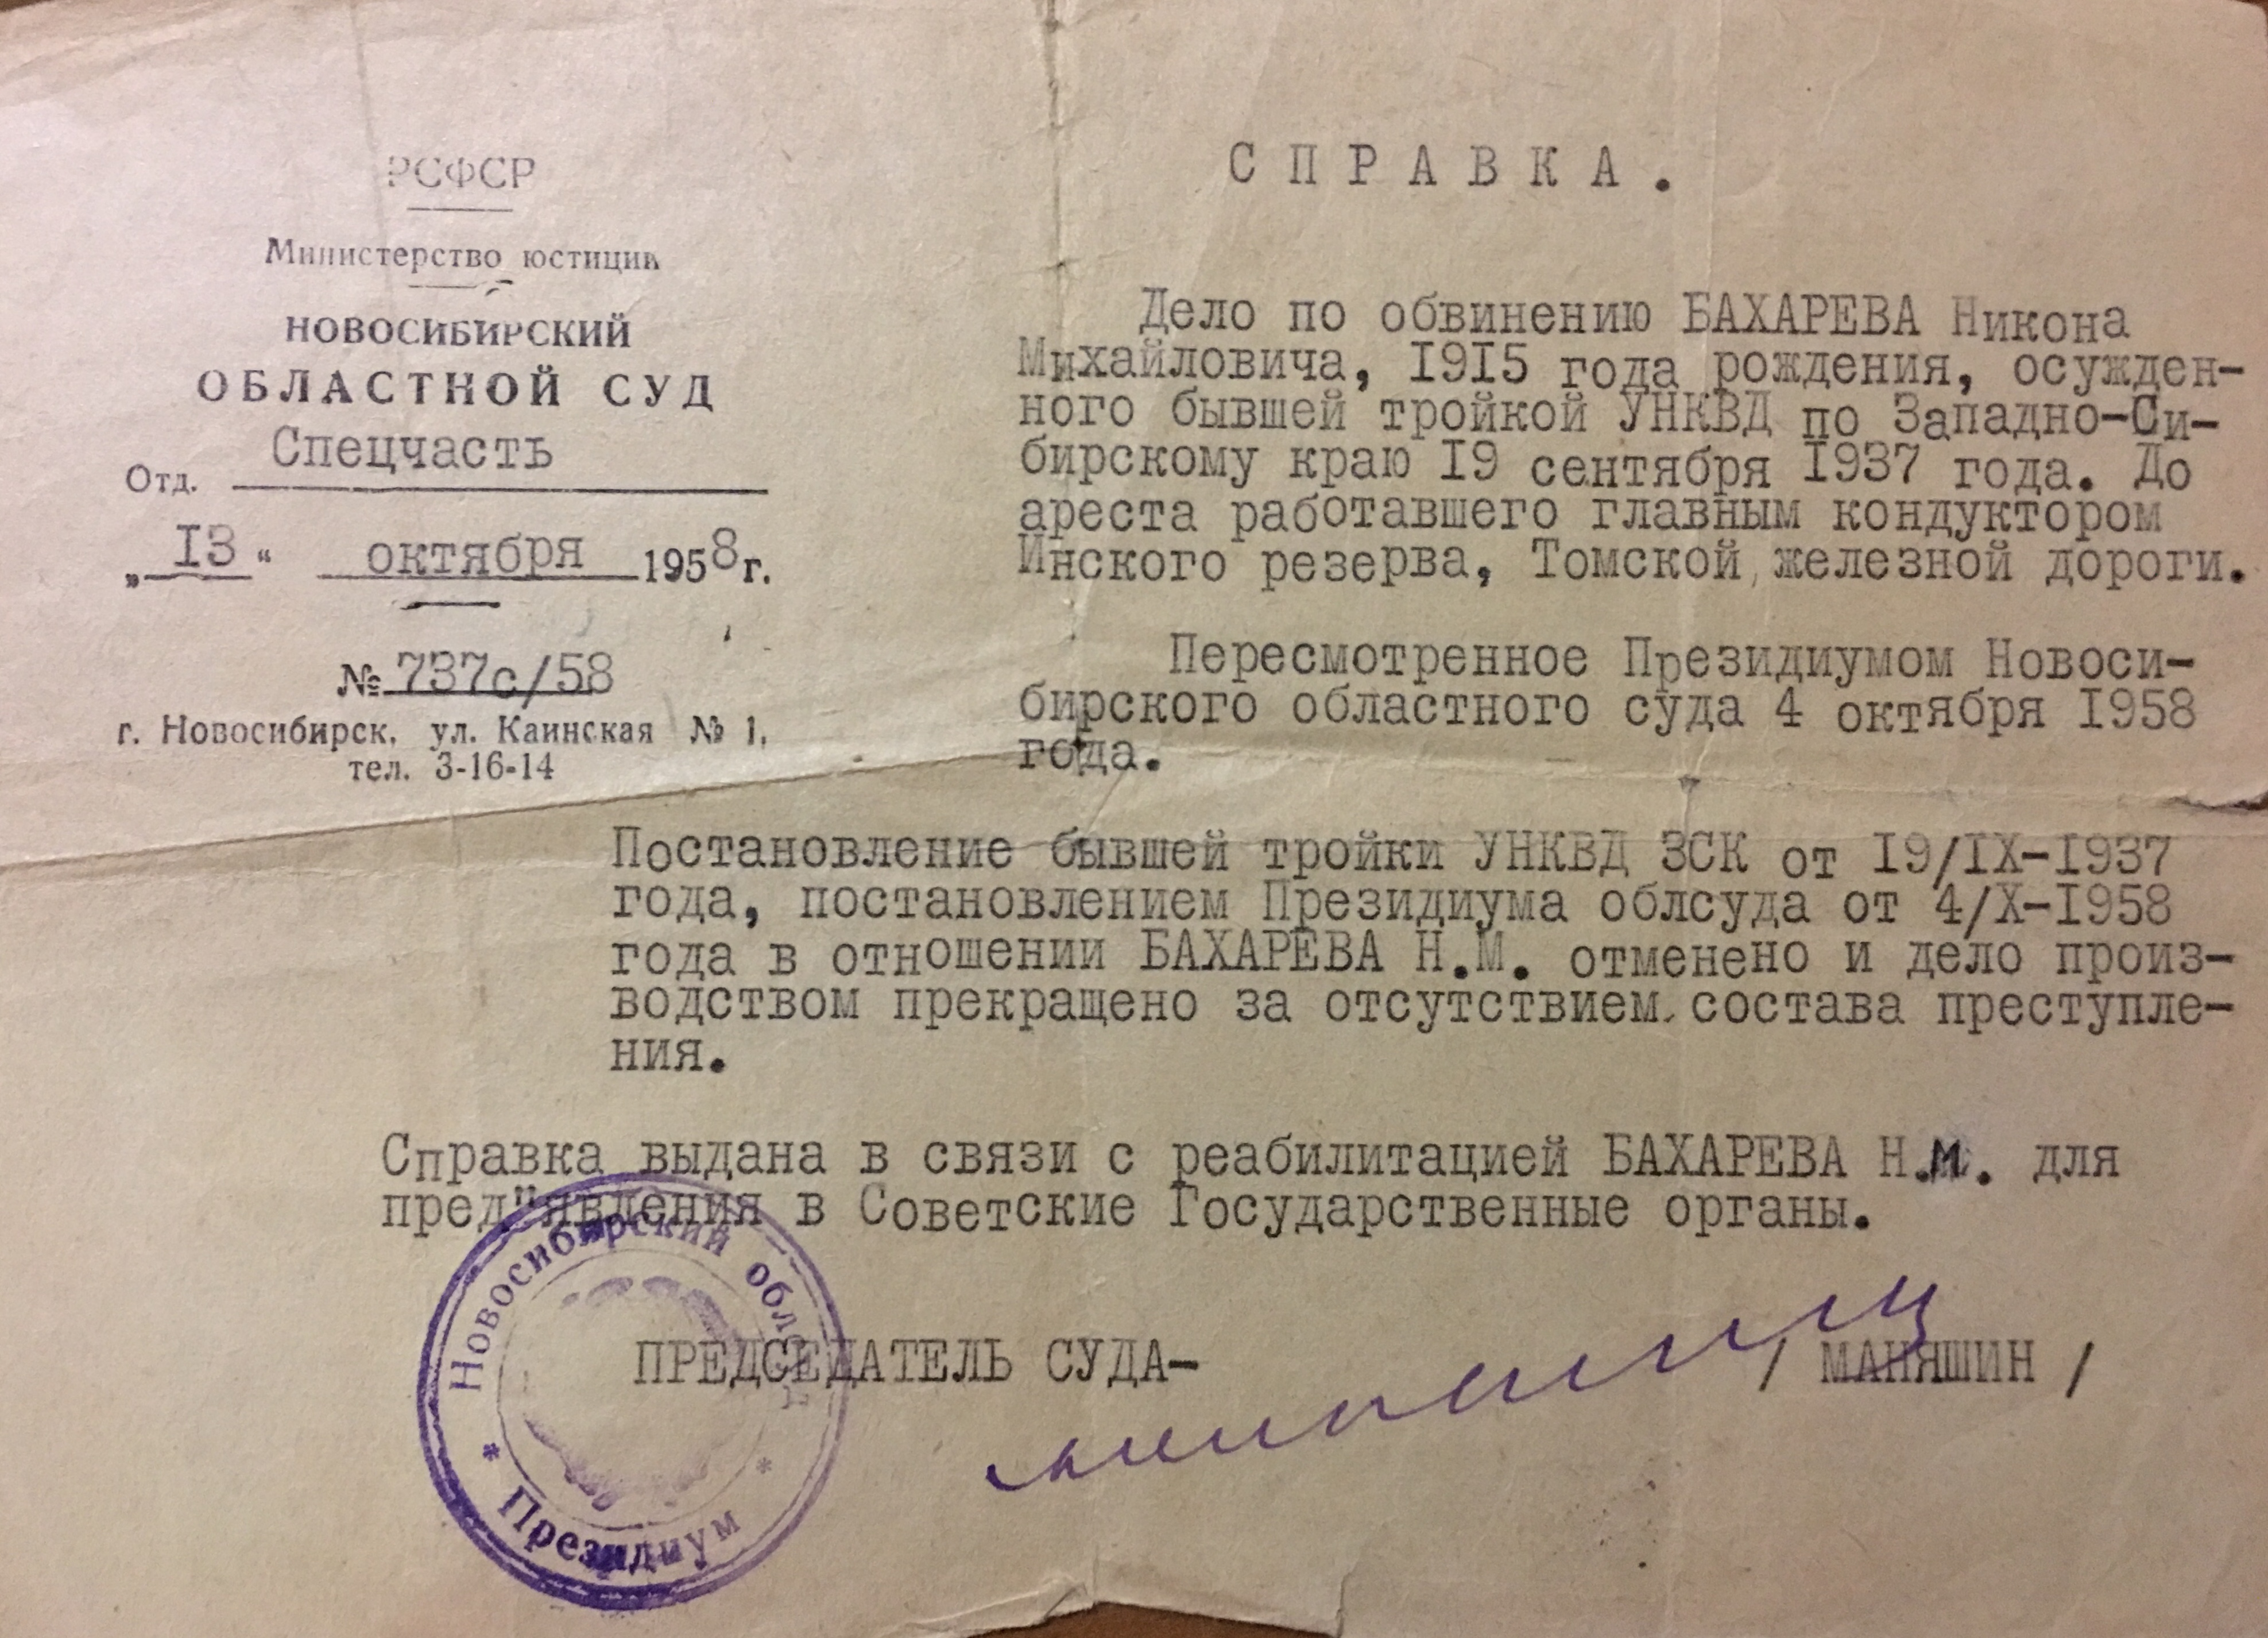 РСФСР
Министерство юстиции
НОВОСИБИРСКИЙ
ОБЛАСТНОЙ СУД
Отд. Спецчасть
„13“ октября 1958г.
№ 737с/58
г. Новосибирск, ул. Каинская № 1.
тел. 3-16-14
СПРАВКА.
Дело по обвинению БАХАРЕВА Никона
Михайловича, 1915 года рождения, осужден-
ного бывшей тройкой УНКВД по Западно-Си-
бирскому краю 19 сентября 1937 года. До
ареста работавшего главным кондуктором
Инского резерва, Томской железной дороги.
Пересмотренное Президиумом Новоси-
бирского областного суда 4 октября 1958
года.
Постановление бывшей тройки УНКВД ЗСК от 19/IX-1937
года, постановлением Президиума облсуда от 4/X-1958
года в отношении БАХАРЕВА Н.М. отменено и дело произ-
водством прекращено за отсутствием состава преступле-
ния.
Справка выдана в связи с реабилитацией БАХАРЕВА Н.М. для
пред"явления в Советские Государственные органы.
ПРЕДСЕДАТЕЛЬ СУДА- / МАНЯШИН /
Новосибирский
* Президиум *